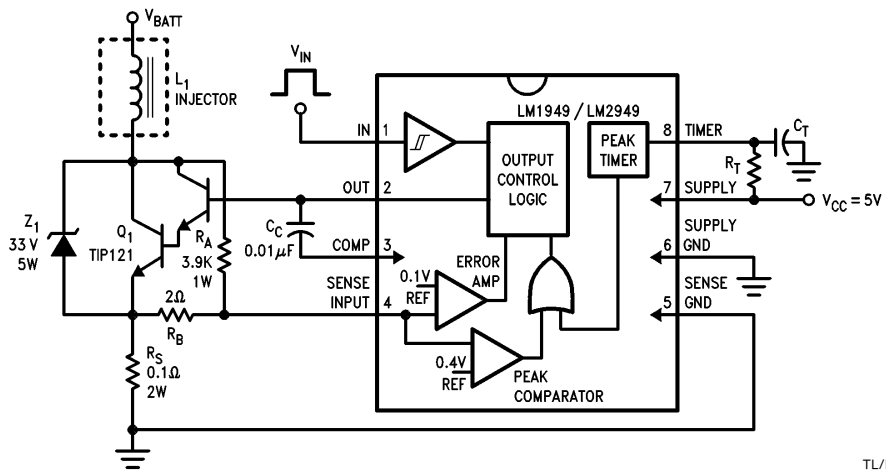 VBATT
L1
INJECTOR
VIN
LM1949 / LM2949
IN 1
8 TIMER
CT
PEAK
TIMER
RT
OUTPUT
CONTROL
LOGIC
OUT 2
7 SUPPLY
VCC = 5V
Z1
33 V
5W
Q1
TIP121
RA
3.9K
1W
CC
0.01μF
COMP 3
SUPPLY
6 GND
ERROR
AMP
0.1V
REF
SENSE
INPUT 4
SENSE
5 GND
2Ω
RB
RS
0.1Ω
2W
0.4V
REF
PEAK
COMPARATOR